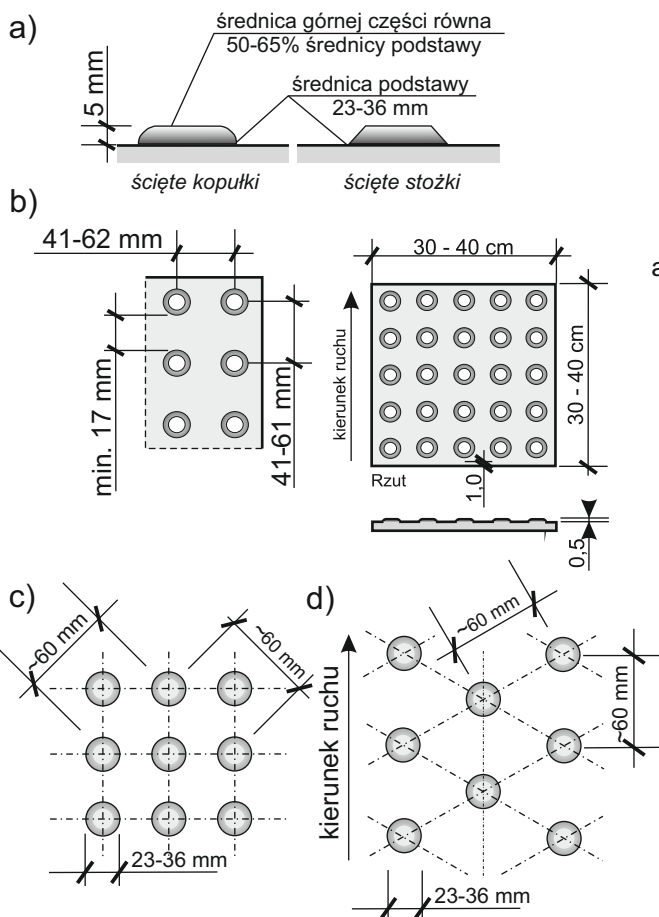 a)
średnica górnej części równa
50-65% średnicy podstawy
5 mm
średnica podstawy
23-36 mm
ścięte kopułki
ścięte stożki
b)
41-62 mm
min. 17 mm
41-61 mm
30 - 40 cm
a
kierunek ruchu
30 - 40 cm
Rzut
1,0
0,5
c)
~60 mm
~60 mm
23-36 mm
d)
~60 mm
kierunek ruchu
~60 mm
23-36 mm